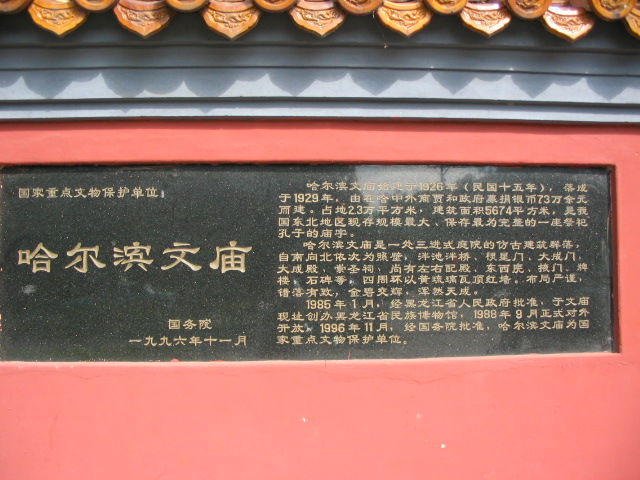 国家重点文物保护单位
哈尔滨文庙
国务院
一九九六年十一月
哈尔滨文庙始建于1926年（民国十五年），落成
于1929年，由在哈中外商贾和政府募捐银币73万余元
而建。占地2.3万平方米，建筑面积5674平方米，是我
国东北地区现存规模最大、保存最为完整的一座祭祀
孔子的庙宇。
哈尔滨文庙是一处三进式庭院的仿古建筑群落，
自南向北依次为照壁，泮池泮桥，棂星门、大成门、
大成殿、崇圣祠，尚有左右配殿，东西庑，掖门、牌
楼，石碑等，四周环以黄琉璃瓦顶红墙。布局严谨，
错落有致，金碧交辉，浑然天成。
1985年1月，经黑龙江省人民政府批准，于文庙
现址创办黑龙江省民族博物馆，1988年9月正式对外
开放。1996年11月，经国务院批准，哈尔滨文庙为国
家重点文物保护单位。